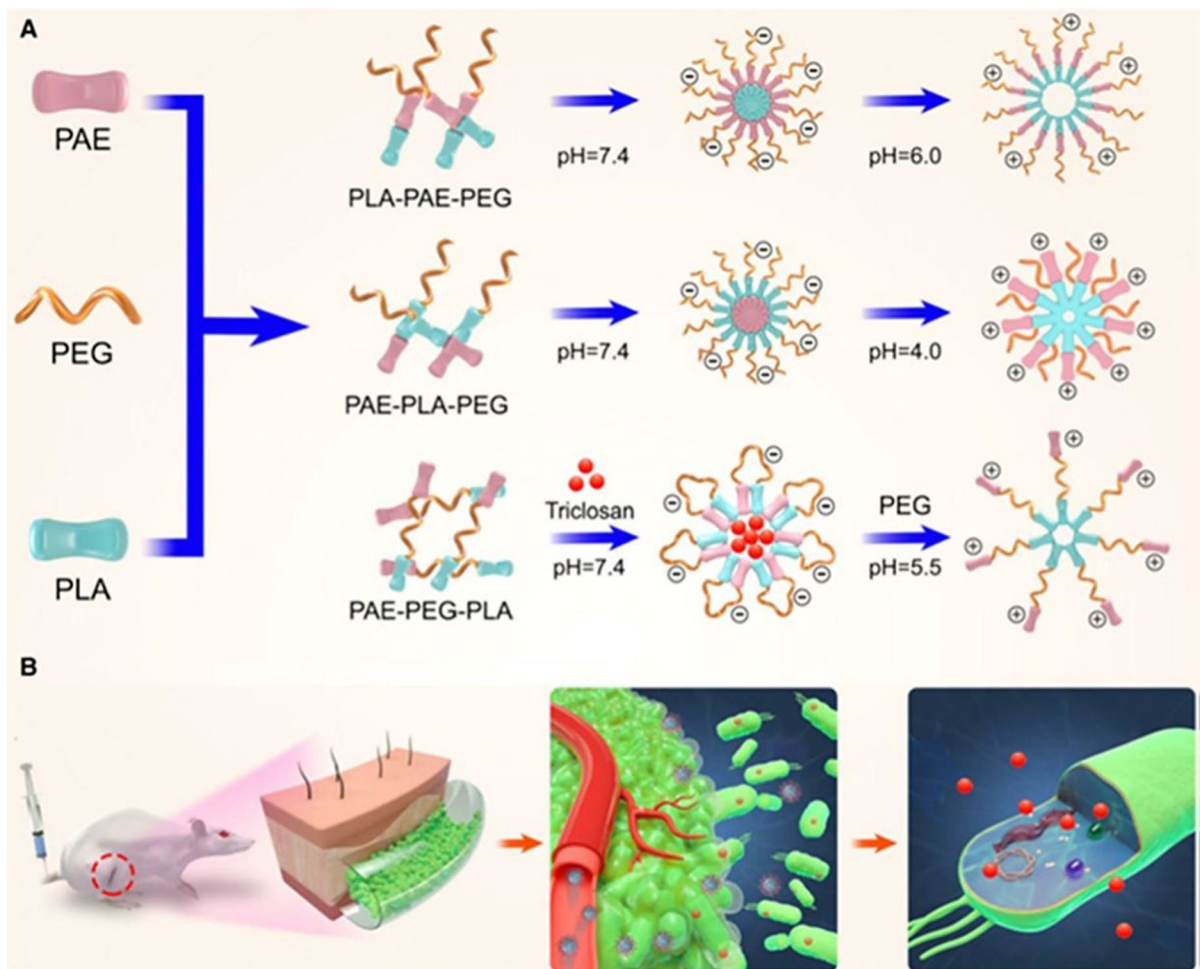 A
PAE
PEG
PLA
PLA-PAE-PEG
pH=7.4
pH=6.0
PAE-PLA-PEG
pH=7.4
pH=4.0
PAE-PEG-PLA
Triclosan
pH=7.4
PEG
pH=5.5
B